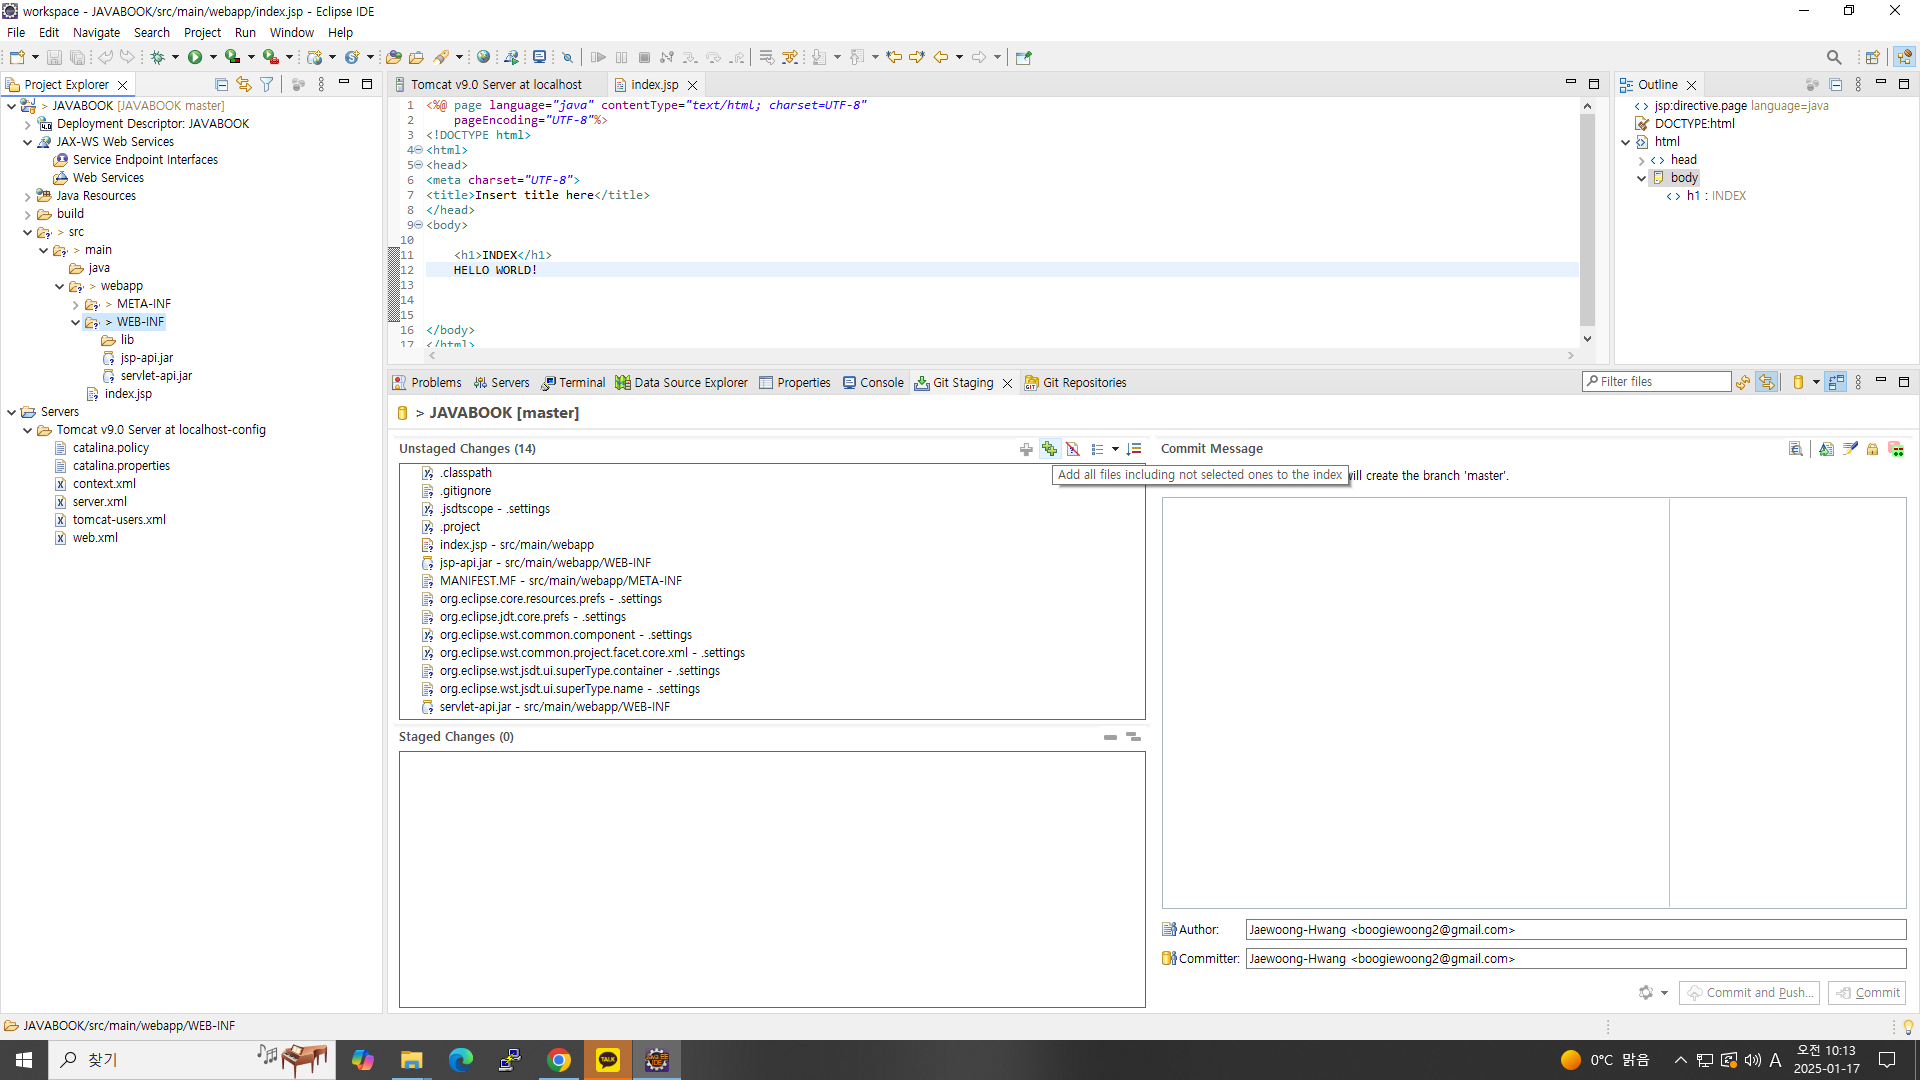 workspace - JAVABOOK/src/main/webapp/index.jsp - Eclipse IDE
File Edit Navigate Search Project Run Window Help
Project Explorer
> JAVABOOK [JAVABOOK master]
Deployment Descriptor: JAVABOOK
JAX-WS Web Services
Service Endpoint Interfaces
Web Services
Java Resources
build
> src
> main
java
> webapp
> META-INF
> WEB-INF
lib
jsp-api.jar
servlet-api.jar
index.jsp
Servers
Tomcat v9.0 Server at localhost-config
catalina.policy
catalina.properties
context.xml
server.xml
tomcat-users.xml
web.xml
Tomcat v9.0 Server at localhost index.jsp
1 <%@ page language="java" contentType="text/html; charset=UTF-8"
2 pageEncoding="UTF-8"%>
3 <!DOCTYPE html>
4 <html>
5 <head>
6 <meta charset="UTF-8">
7 <title>Insert title here</title>
8 </head>
9 <body>
10
11 <h1>INDEX</h1>
12 HELLO WORLD!
13
14
15
16 </body>
17 </html>
Outline
jsp:directive.page language=java
DOCTYPE:html
html
head
body
h1 : INDEX
Problems Servers Terminal Data Source Explorer Properties Console Git Staging Git Repositories
Filter files
> JAVABOOK [master]
Unstaged Changes (14)
.classpath
.gitignore
.jsdtscope - .settings
.project
index.jsp - src/main/webapp
jsp-api.jar - src/main/webapp/WEB-INF
MANIFEST.MF - src/main/webapp/META-INF
org.eclipse.core.resources.prefs - .settings
org.eclipse.jdt.core.prefs - .settings
org.eclipse.wst.common.component - .settings
org.eclipse.wst.common.project.facet.core.xml - .settings
org.eclipse.wst.jsdt.ui.superType.container - .settings
org.eclipse.wst.jsdt.ui.superType.name - .settings
servlet-api.jar - src/main/webapp/WEB-INF
Add all files including not selected ones to the index
Staged Changes (0)
Commit Message
will create the branch 'master'.
Author: Jaewoong-Hwang <boogiewoong2@gmail.com>
Committer: Jaewoong-Hwang <boogiewoong2@gmail.com>
Commit and Push... Commit
JAVABOOK/src/main/webapp/WEB-INF
찾기
TALK
Java EE
IDE
0°C 맑음
A
오전 10:13
2025-01-17